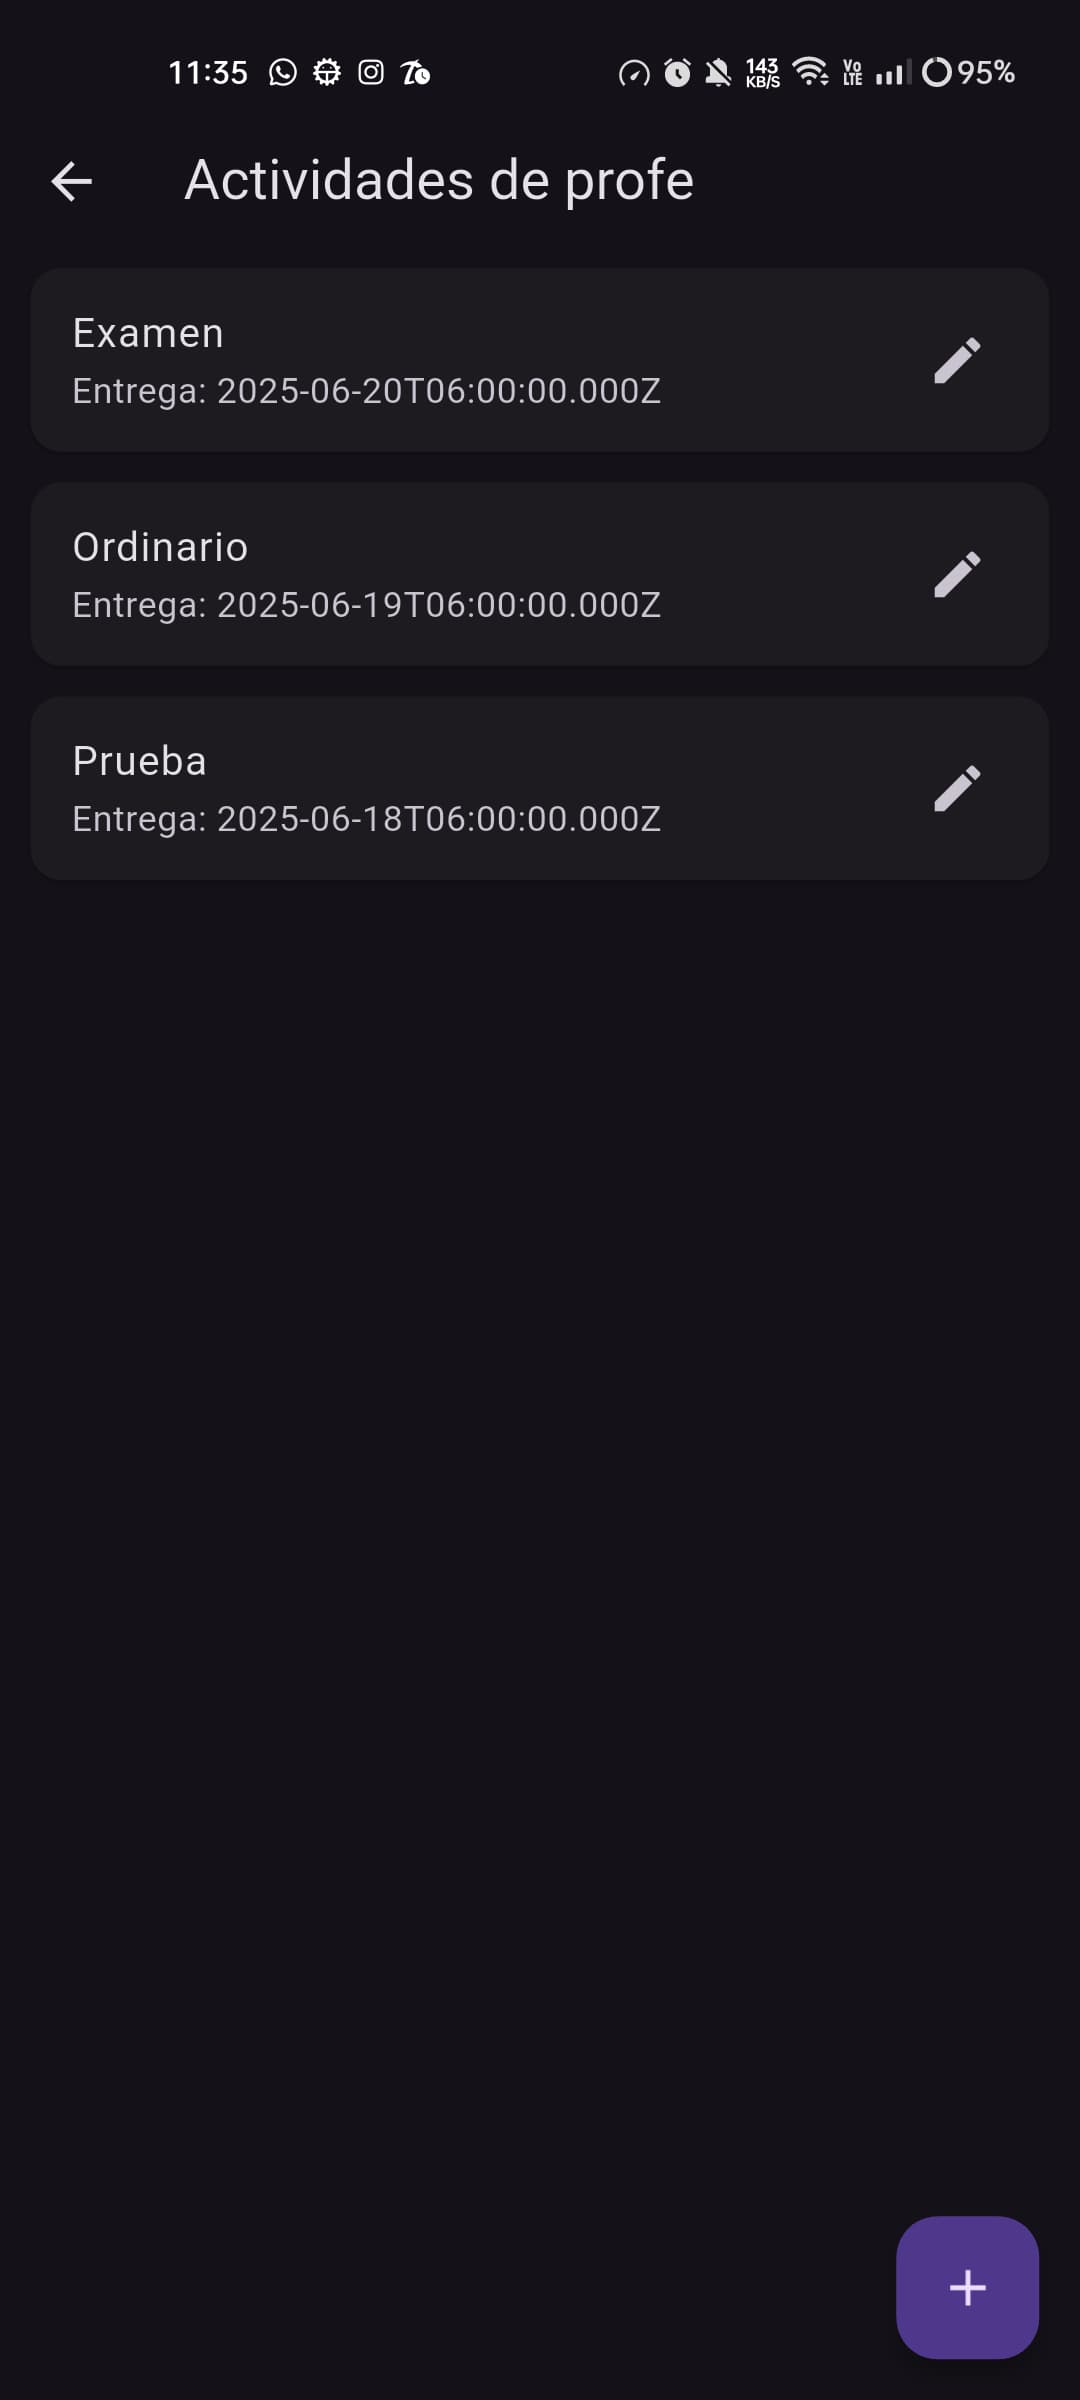 11:35 143 KB/S Vo LTE 95%
Actividades de profe
Examen
Entrega: 2025-06-20T06:00:00.000Z
Ordinario
Entrega: 2025-06-19T06:00:00.000Z
Prueba
Entrega: 2025-06-18T06:00:00.000Z